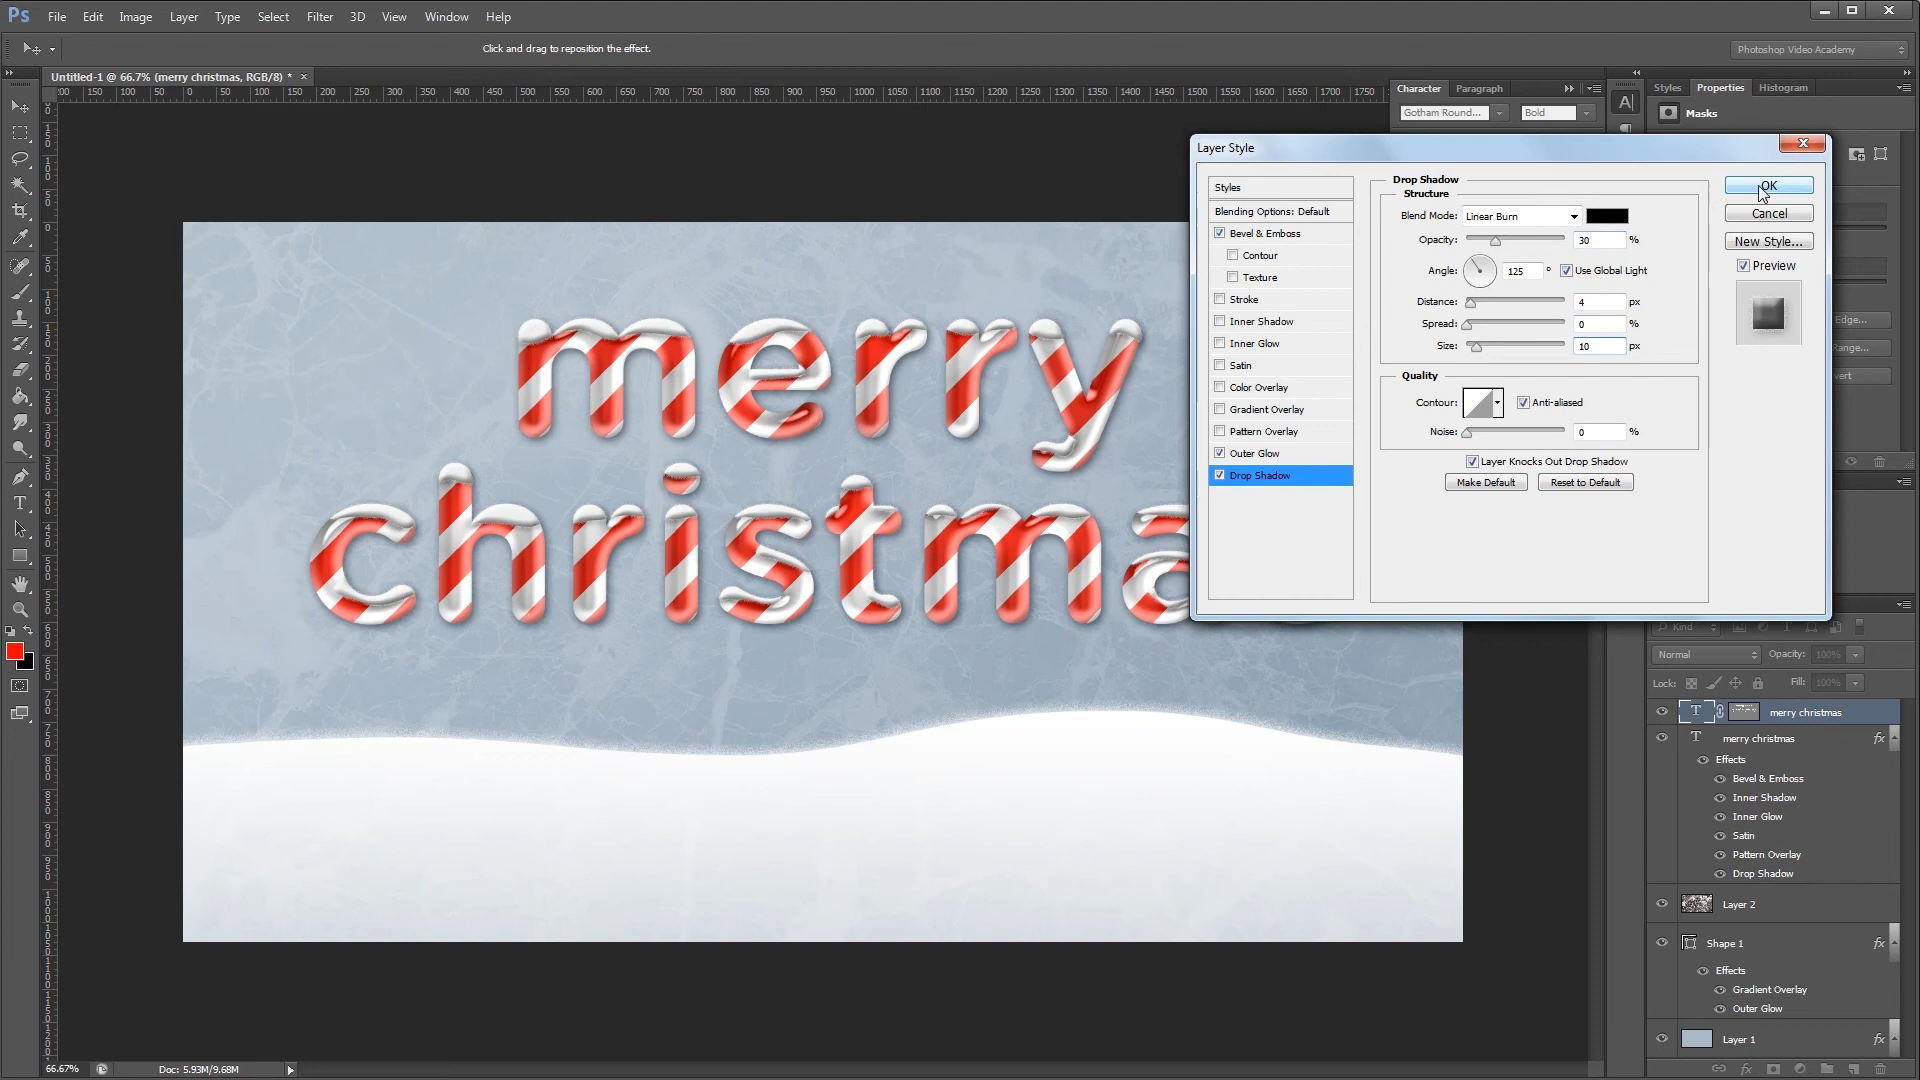 Ps File Edit Image Layer Type Select Filter 3D View Window Help
Click and drag to reposition the effect.
Photoshop Video Academy
Untitled-1 @ 66.7% (merry christmas, RGB/8) * ×
Character Paragraph
Styles Properties Histogram
Gotham Round... Bold
Masks
merry
christma
Layer Style
Styles
Blending Options: Default
Bevel & Emboss
Contour
Texture
Stroke
Inner Shadow
Inner Glow
Satin
Color Overlay
Gradient Overlay
Pattern Overlay
Outer Glow
Drop Shadow
Drop Shadow
Structure
Blend Mode: Linear Burn
Opacity: 30 %
Angle: 125 ° Use Global Light
Distance: 4 px
Spread: 0 %
Size: 10 px
Quality
Contour: Anti-aliased
Noise: 0 %
Layer Knocks Out Drop Shadow
Make Default Reset to Default
OK
Cancel
New Style...
Preview
Edge...
Range...
vert
Kind
Normal Opacity: 100%
Lock: Fill: 100%
T merry christmas
T merry christmas fx
Effects
Bevel & Emboss
Inner Shadow
Inner Glow
Satin
Pattern Overlay
Drop Shadow
Layer 2
Shape 1 fx
Effects
Gradient Overlay
Outer Glow
Layer 1 fx
66.67% Doc: 5.93M/9.68M